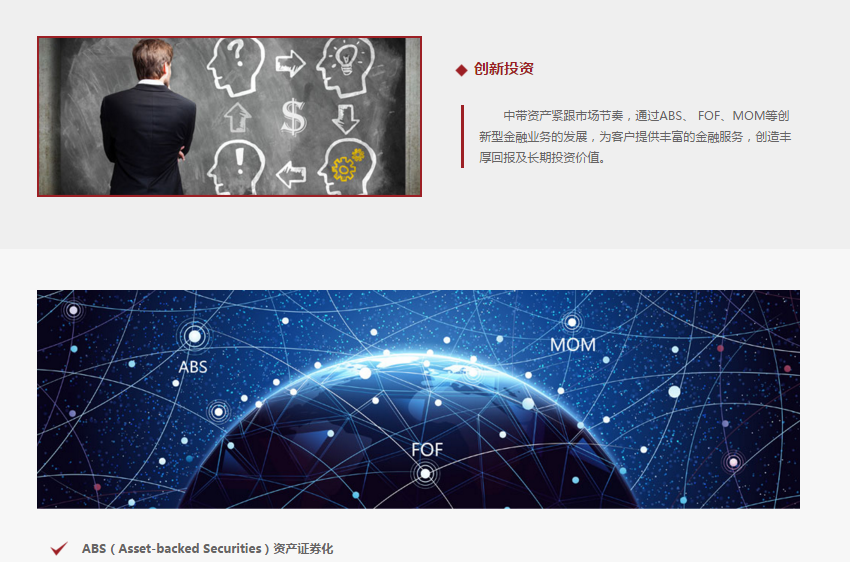 创新投资
中带资产紧跟市场节奏，通过ABS、 FOF、MOM等创
新型金融业务的发展，为客户提供丰富的金融服务，创造丰
厚回报及长期投资价值。
ABS
MOM
FOF
ABS（Asset-backed Securities）资产证券化